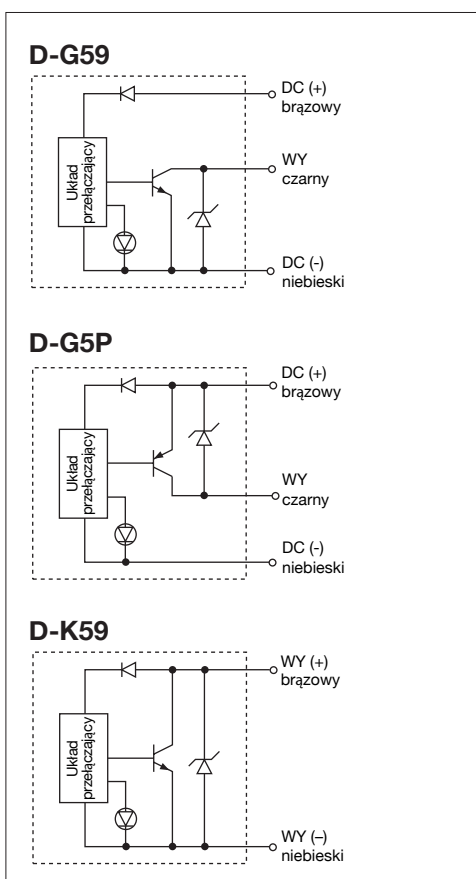 D-G59
DC (+)
brązowy
Układ
przełączający
WY
czarny
DC (-)
niebieski
D-G5P
DC (+)
brązowy
Układ
przełączający
WY
czarny
DC (-)
niebieski
D-K59
WY (+)
brązowy
Układ
przełączający
WY (–)
niebieski